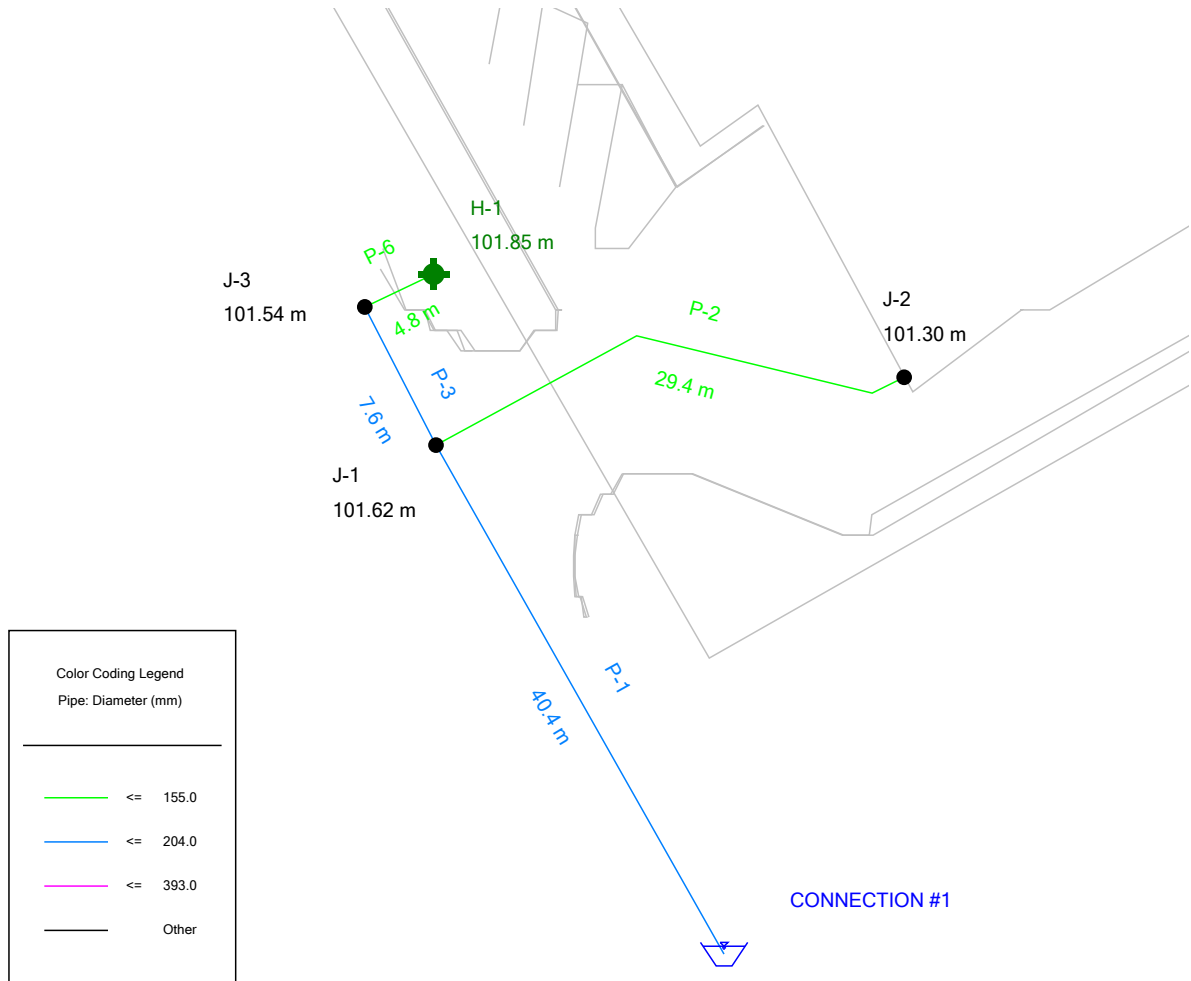 H-1
101.85 m
P-6
J-3
101.54 m
4.8 m
J-2
101.30 m
P-2
29.4 m
P-3
7.6 m
J-1
101.62 m
P-1
40.4 m
CONNECTION #1
Color Coding Legend
Pipe: Diameter (mm)
<= 155.0
<= 204.0
<= 393.0
Other